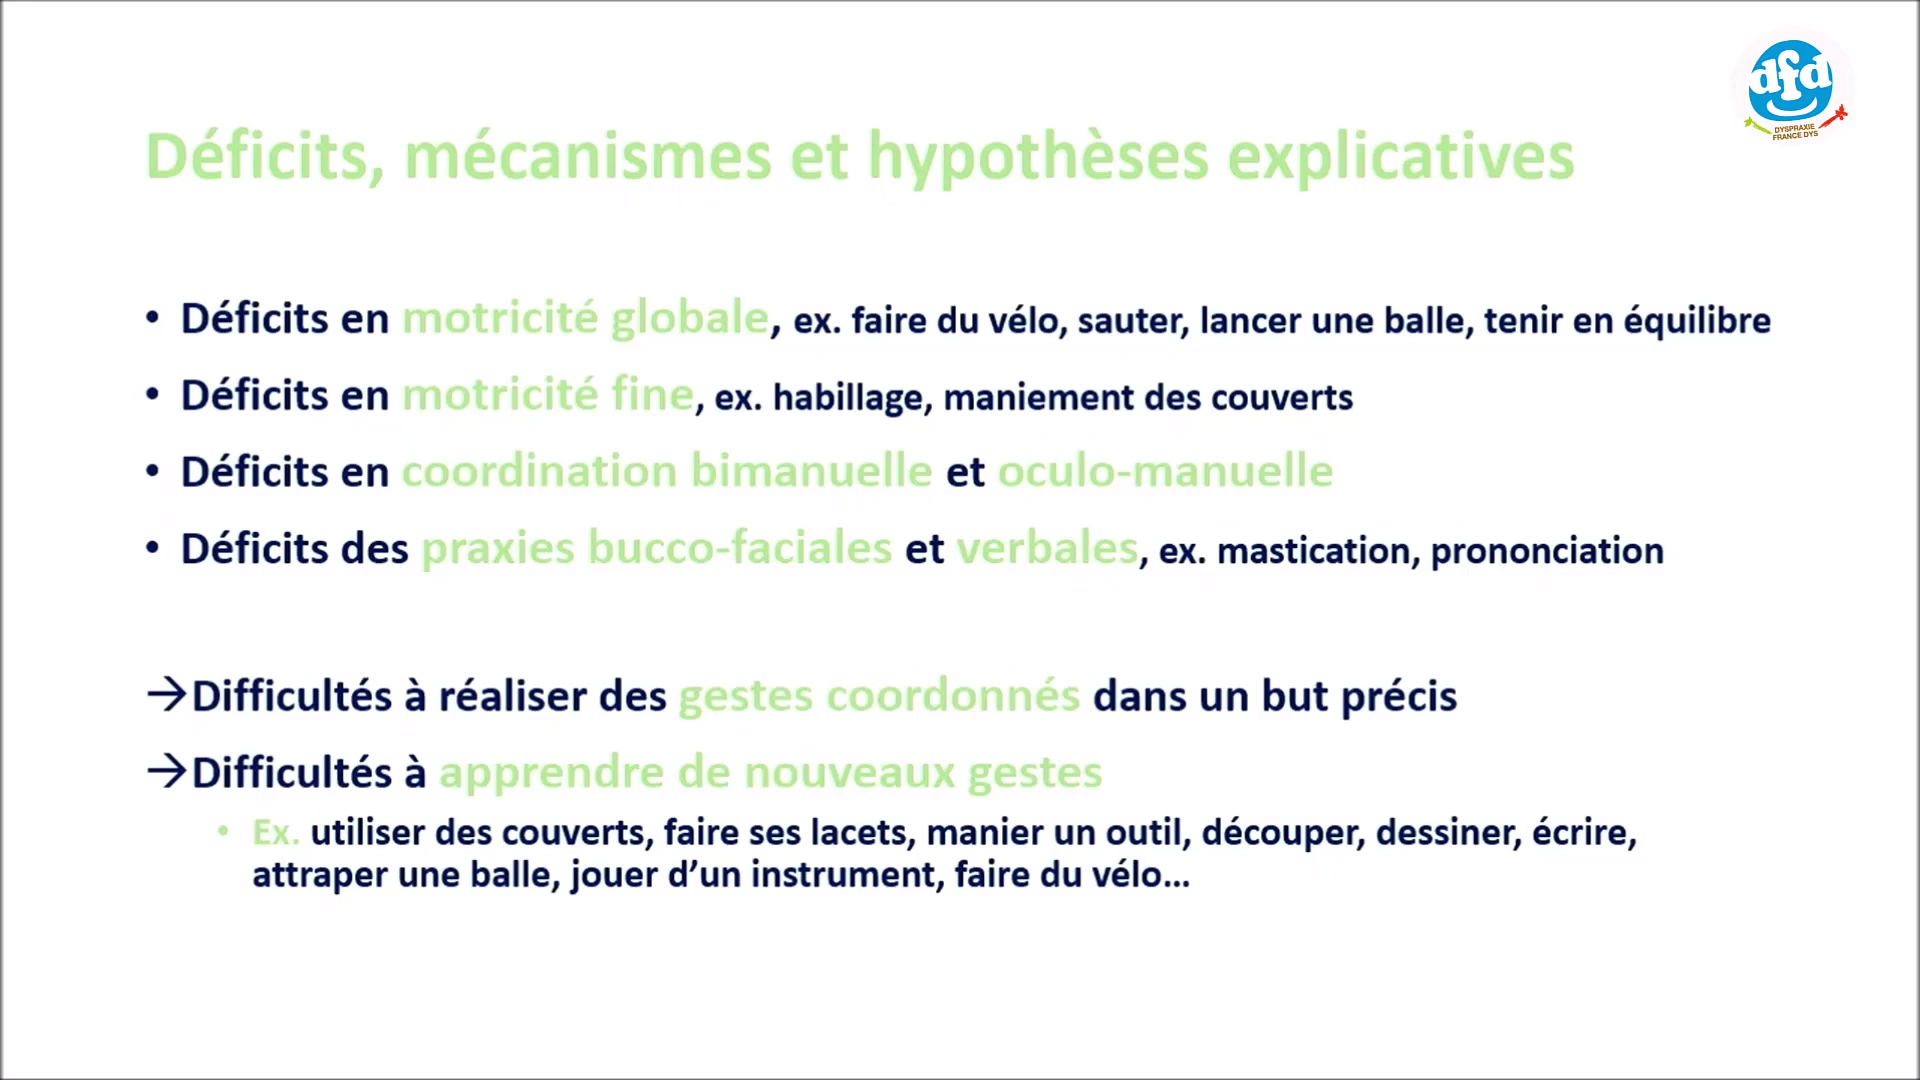 dfd
DYSPRAXIE
FRANCE DYS
Déficits, mécanismes et hypothèses explicatives
• Déficits en motricité globale, ex. faire du vélo, sauter, lancer une balle, tenir en équilibre
• Déficits en motricité fine, ex. habillage, maniement des couverts
• Déficits en coordination bimanuelle et oculo-manuelle
• Déficits des praxies bucco-faciales et verbales, ex. mastication, prononciation
→Difficultés à réaliser des gestes coordonnés dans un but précis
→Difficultés à apprendre de nouveaux gestes
• Ex. utiliser des couverts, faire ses lacets, manier un outil, découper, dessiner, écrire,
attraper une balle, jouer d’un instrument, faire du vélo…